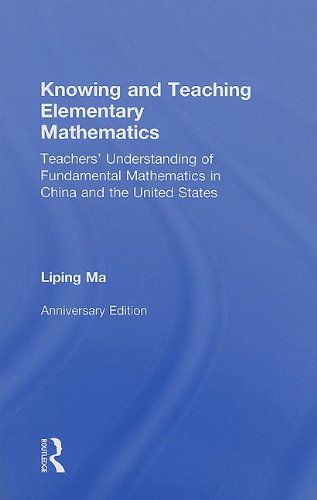 Knowing and Teaching
Elementary
Mathematics
Teachers' Understanding of
Fundamental Mathematics in
China and the United States
Liping Ma
Anniversary Edition
ROUTLEDGE